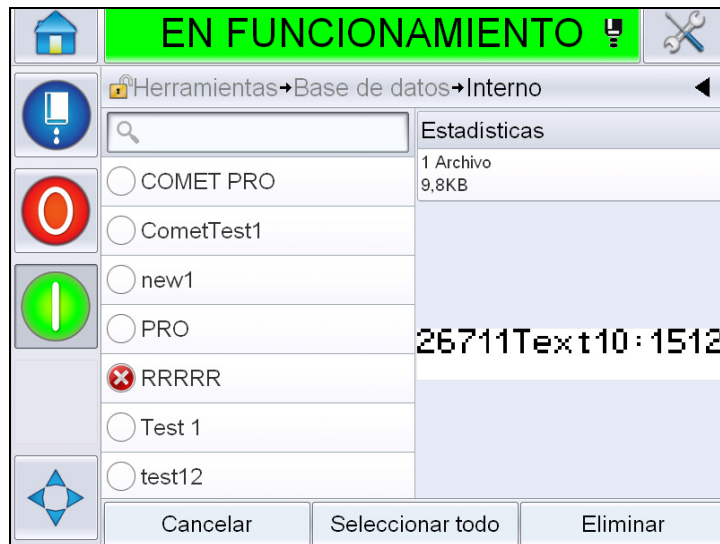 EN FUNCIONAMIENTO
Herramientas→Base de datos→Interno
Estadísticas
1 Archivo
9,8KB
COMET PRO
CometTest1
new1
PRO
26711Text10:1512
RRRRR
Test 1
test12
Cancelar
Seleccionar todo
Eliminar